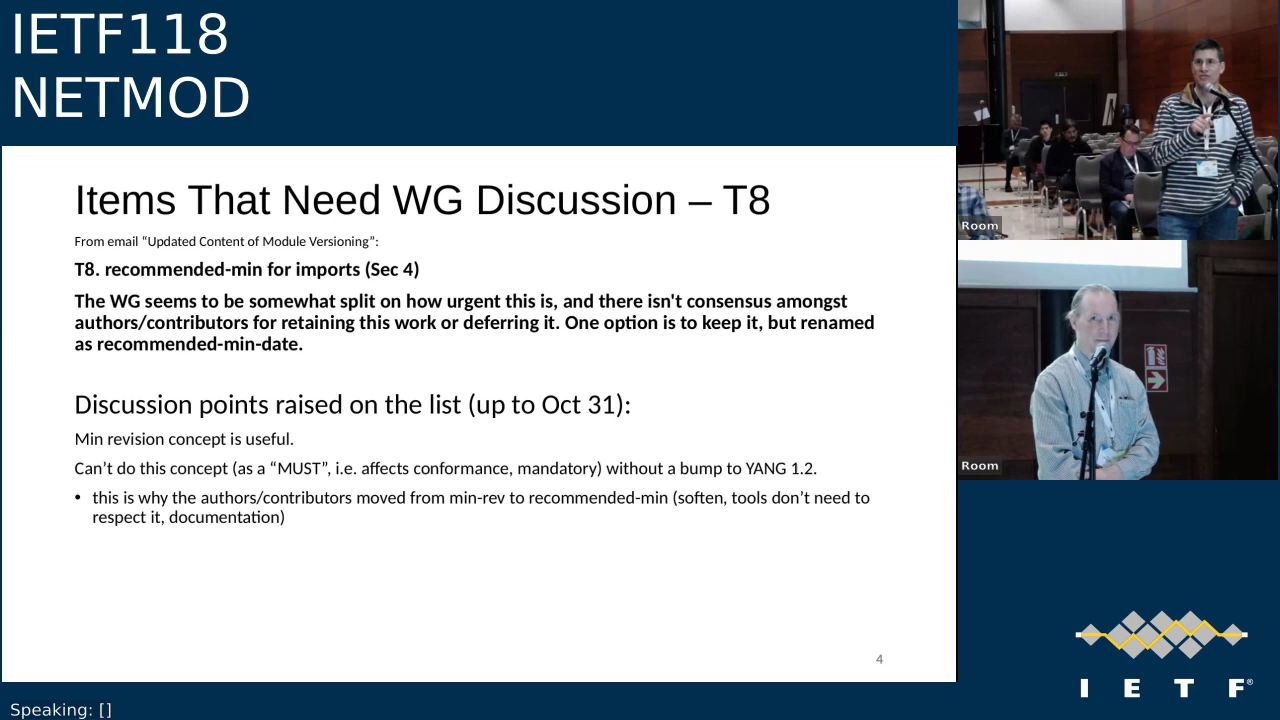 IETF118
NETMOD
Items That Need WG Discussion – T8
From email “Updated Content of Module Versioning”:
T8. recommended-min for imports (Sec 4)
The WG seems to be somewhat split on how urgent this is, and there isn't consensus amongst
authors/contributors for retaining this work or deferring it. One option is to keep it, but renamed
as recommended-min-date.
Discussion points raised on the list (up to Oct 31):
Min revision concept is useful.
Can’t do this concept (as a “MUST”, i.e. affects conformance, mandatory) without a bump to YANG 1.2.
• this is why the authors/contributors moved from min-rev to recommended-min (soften, tools don’t need to
respect it, documentation)
4
Room
Room
I E T F®
Speaking: []